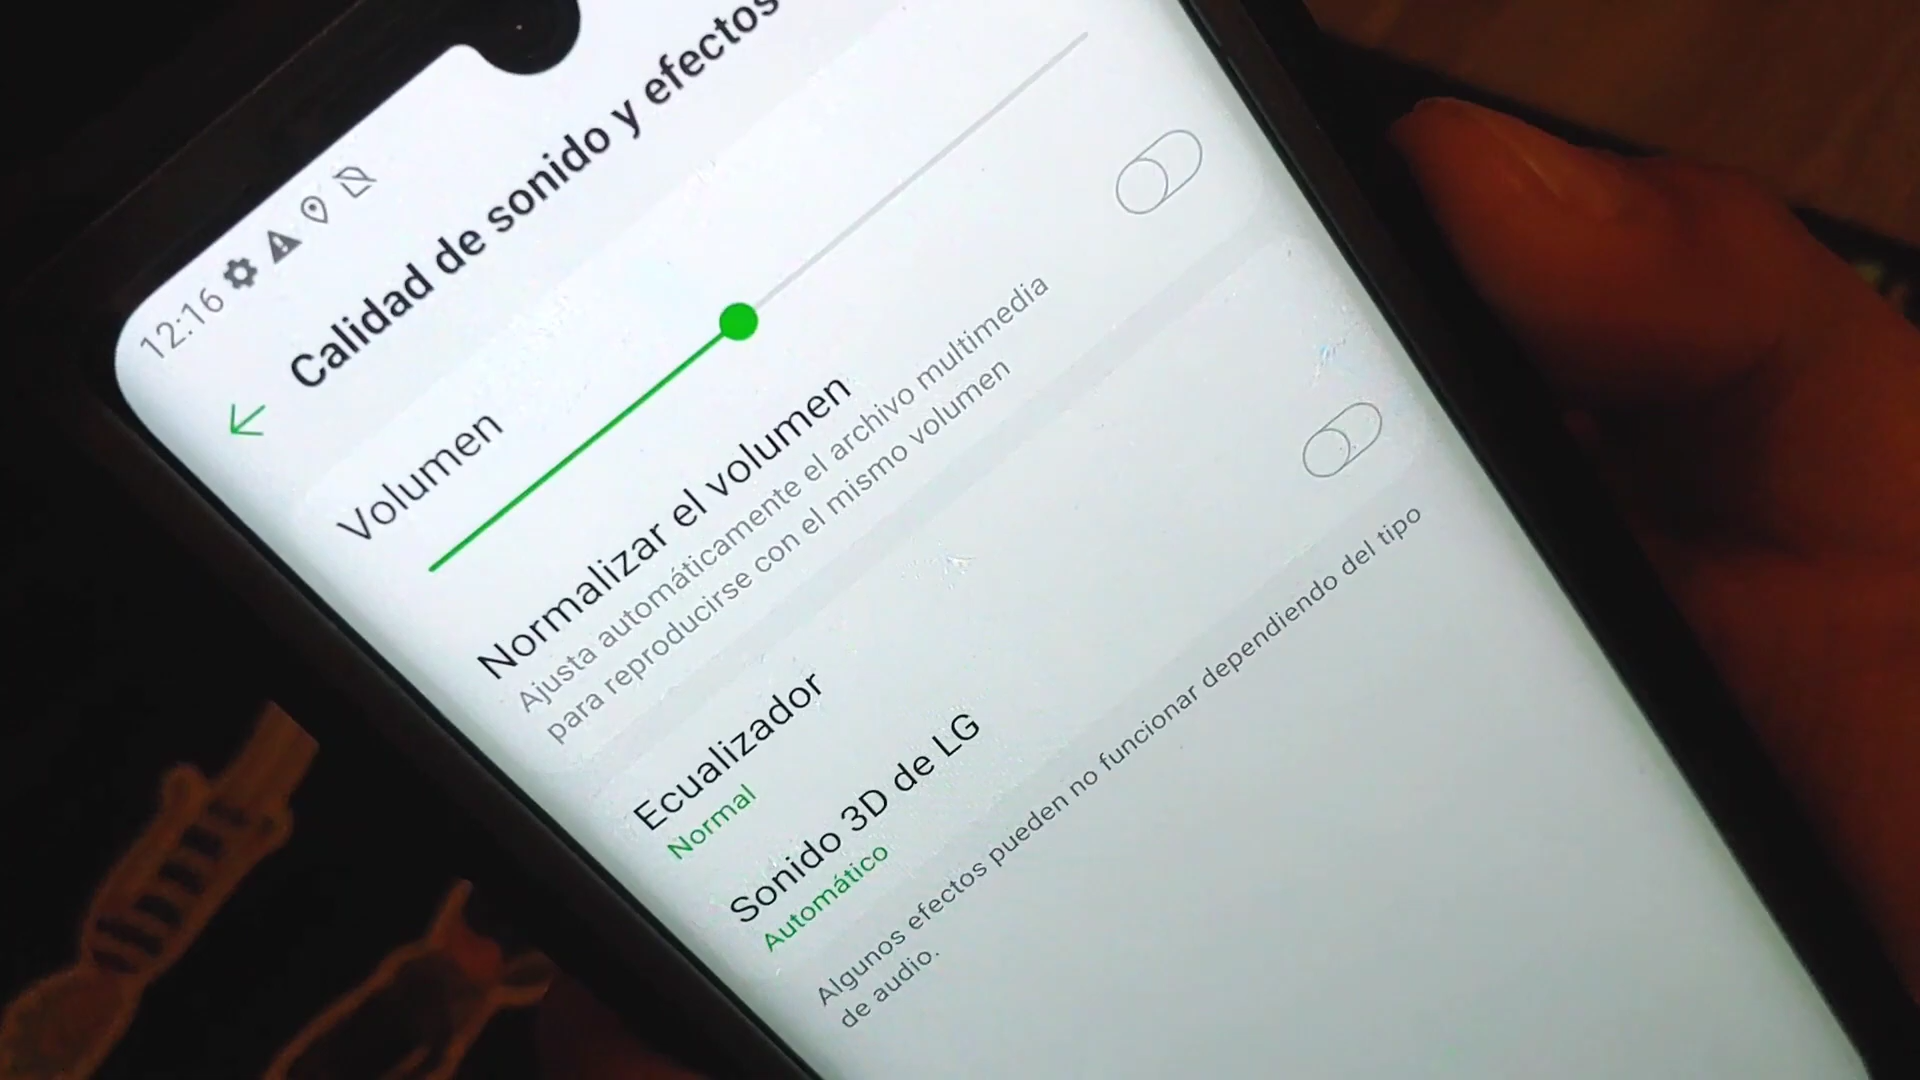 12:16
Calidad de sonido y efectos
Volumen
Normalizar el volumen
Ajusta automáticamente el archivo multimedia
para reproducirse con el mismo volumen
Ecualizador
Normal
Sonido 3D de LG
Automático
Algunos efectos pueden no funcionar dependiendo del tipo
de audio.